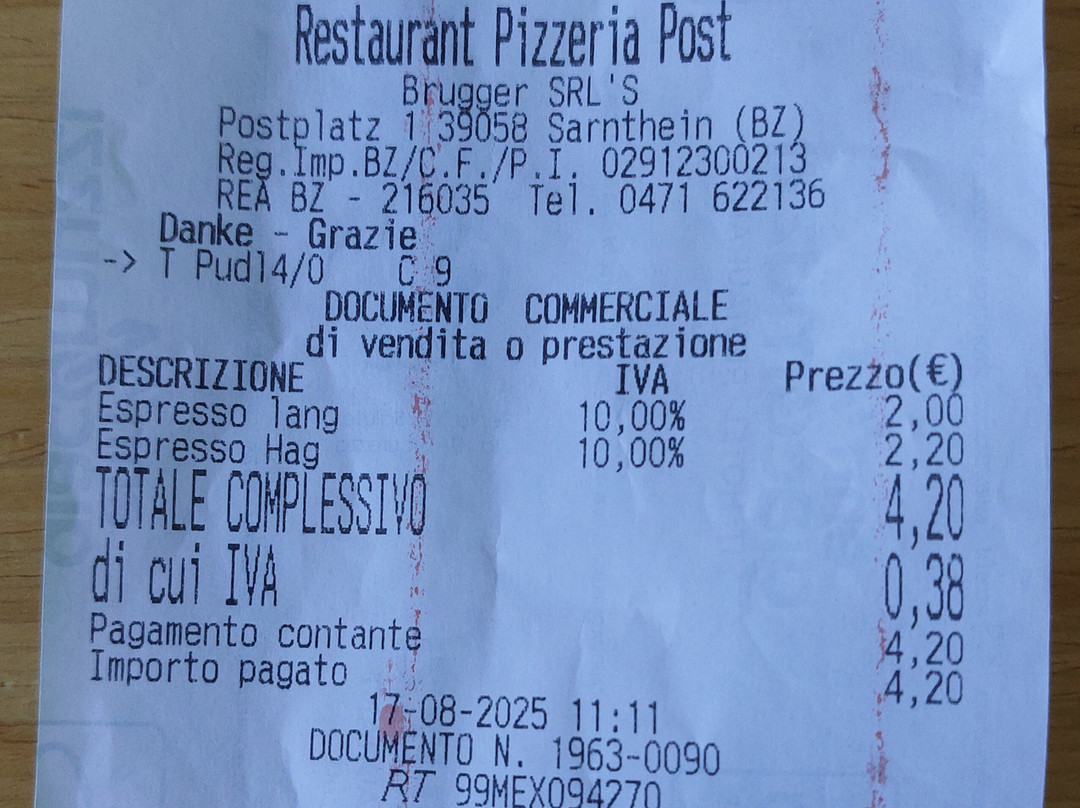 Restaurant Pizzeria Post
Brugger SRL'S
Postplatz 1 39058 Sarnthein (BZ)
Reg.Imp.BZ/C.F./P.I. 02912300213
REA BZ - 216035 Tel. 0471 622136
Danke - Grazie
-> T Pudl4/0 C 9
DOCUMENTO COMMERCIALE
di vendita o prestazione
DESCRIZIONE IVA Prezzo(€)
Espresso lang 10,00% 2,00
Espresso Hag 10,00% 2,20
TOTALE COMPLESSIVO 4,20
di cui IVA 0,38
Pagamento contante 4,20
Importo pagato 4,20
17-08-2025 11:11
DOCUMENTO N. 1963-0090
RT 99MEX094270